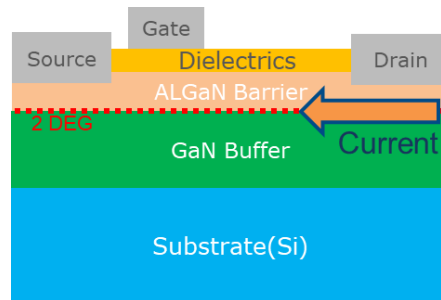 Gate
Source
Dielectrics
Drain
ALGaN Barrier
2 DEG
Current
GaN Buffer
Substrate(Si)